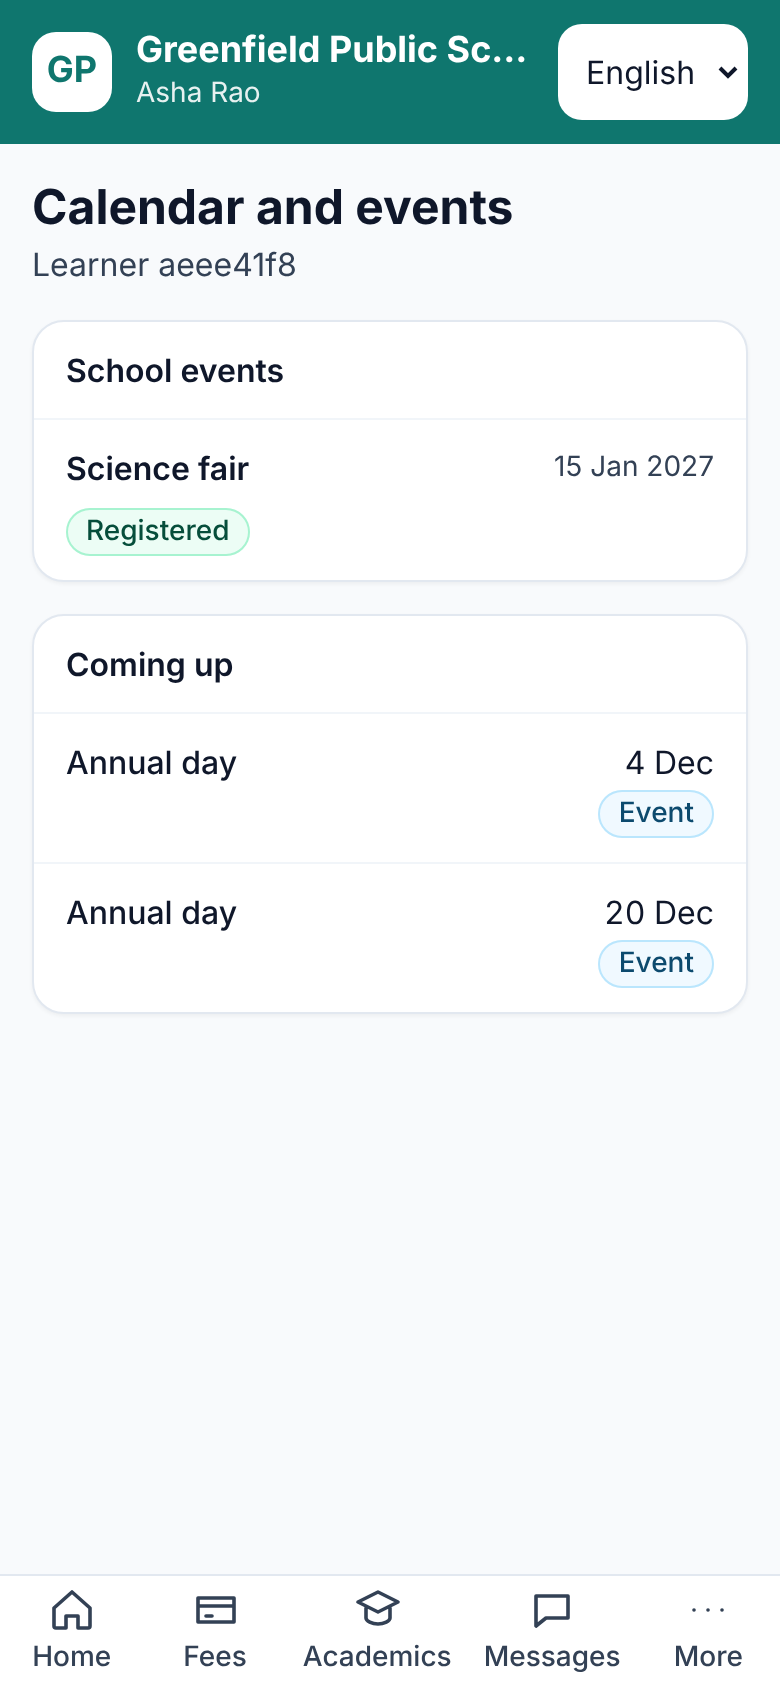 GP
Greenfield Public Sc...
Asha Rao
English
Calendar and events
Learner aeee41f8
School events
Science fair
15 Jan 2027
Registered
Coming up
Annual day
4 Dec
Event
Annual day
20 Dec
Event
Home
Fees
Academics
Messages
More